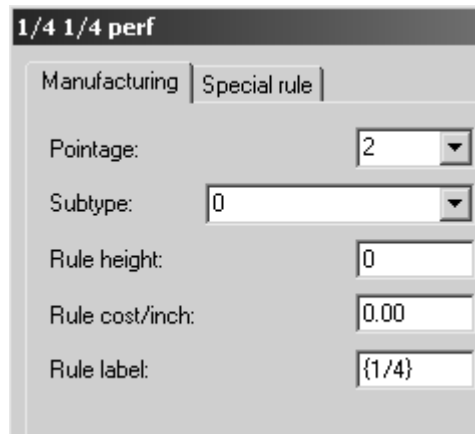 1/4 1/4 perf
Manufacturing Special rule
Pointage: 2
Subtype: 0
Rule height: 0
Rule cost/inch: 0.00
Rule label: {1/4}